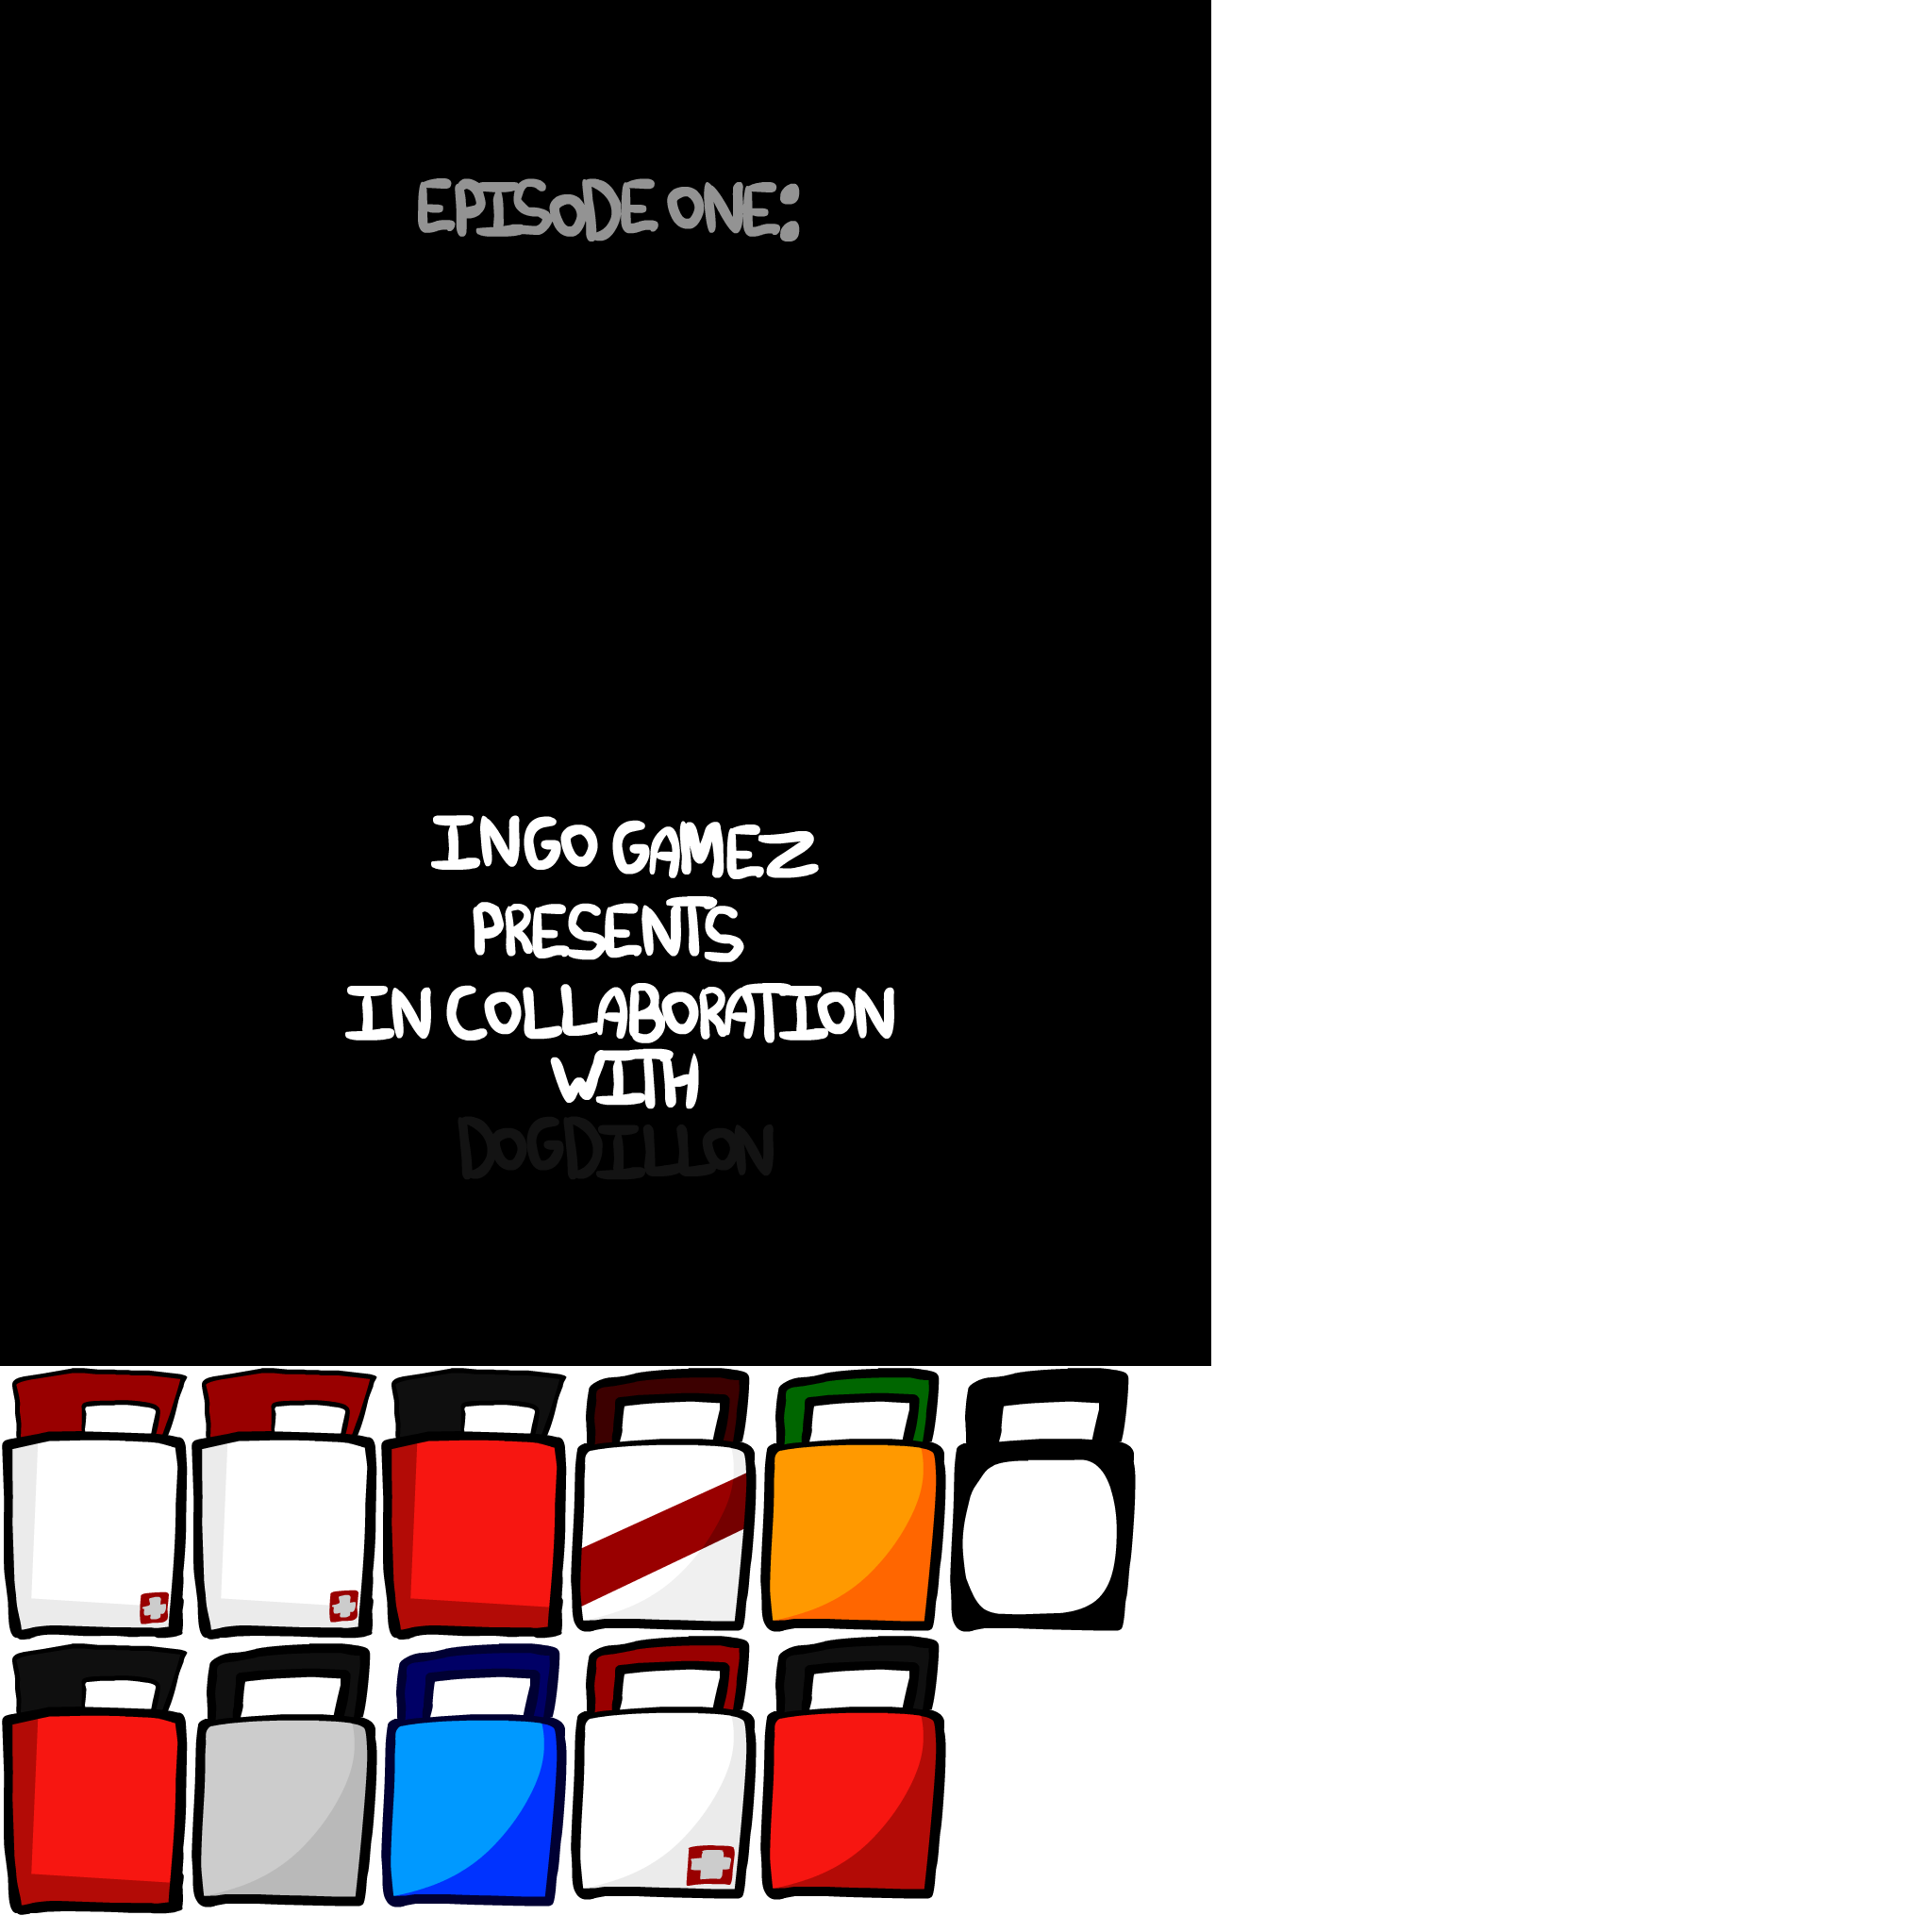 EPISODE ONE:
INGO GAMEZ
PRESENTS
IN COLLABORATION
WITH
DOGDILLON